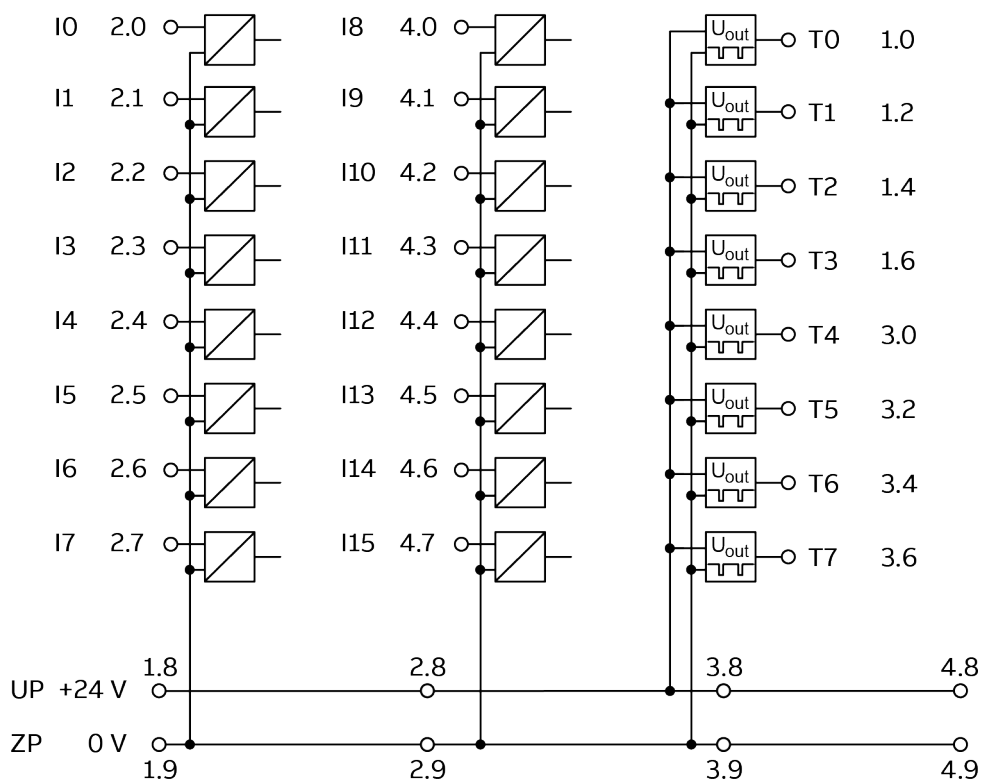 I0 2.0 I8 4.0 Uout T0 1.0
I1 2.1 I9 4.1 Uout T1 1.2
I2 2.2 I10 4.2 Uout T2 1.4
I3 2.3 I11 4.3 Uout T3 1.6
I4 2.4 I12 4.4 Uout T4 3.0
I5 2.5 I13 4.5 Uout T5 3.2
I6 2.6 I14 4.6 Uout T6 3.4
I7 2.7 I15 4.7 Uout T7 3.6
1.8 2.8 3.8 4.8
UP +24 V
ZP 0 V
1.9 2.9 3.9 4.9